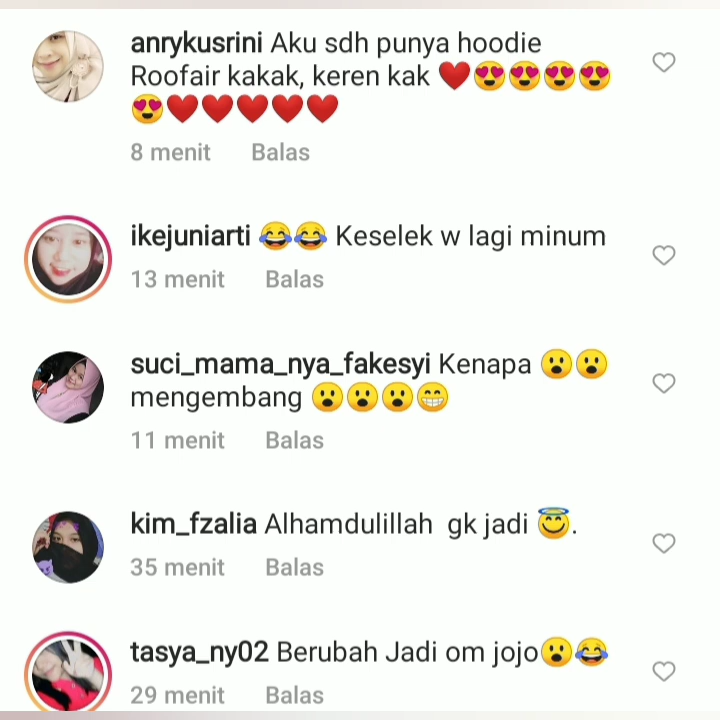 anrykusrini Aku sdh punya hoodie
Roofair kakak, keren kak ❤️😍😍😍😍
😍❤️❤️❤️❤️❤️
8 menit Balas
ikejuniarti 😂😂 Keselek w lagi minum
13 menit Balas
suci_mama_nya_fakesyi Kenapa 😮😮
mengembang 😮😮😮😁
11 menit Balas
kim_fzalia Alhamdulillah gk jadi 😇.
35 menit Balas
tasya_ny02 Berubah Jadi om jojo😮😂
29 menit Balas